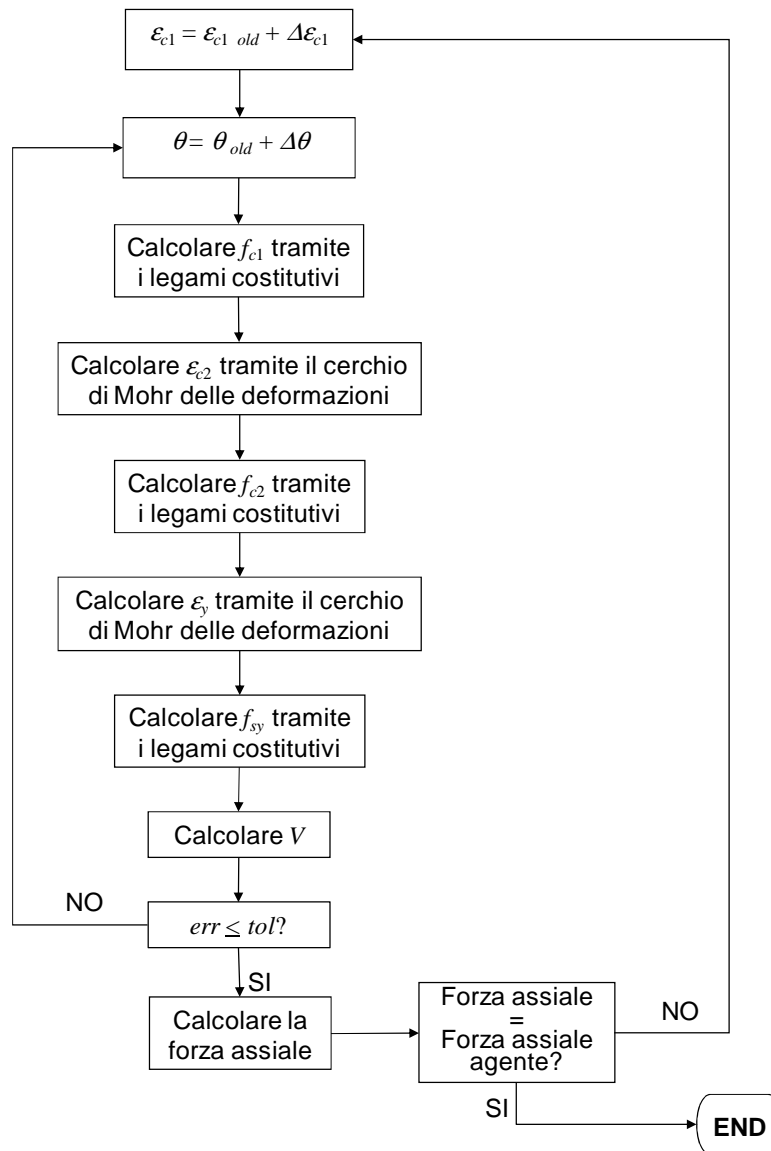 εc1 = εc1 old + Δεc1
θ = θ old + Δθ
Calcolare fc1 tramite
i legami costitutivi
Calcolare εc2 tramite il cerchio
di Mohr delle deformazioni
Calcolare fc2 tramite
i legami costitutivi
Calcolare εy tramite il cerchio
di Mohr delle deformazioni
Calcolare fsy tramite
i legami costitutivi
Calcolare V
NO
err ≤ tol?
SI
Calcolare la
forza assiale
Forza assiale
=
Forza assiale
agente?
NO
SI
END